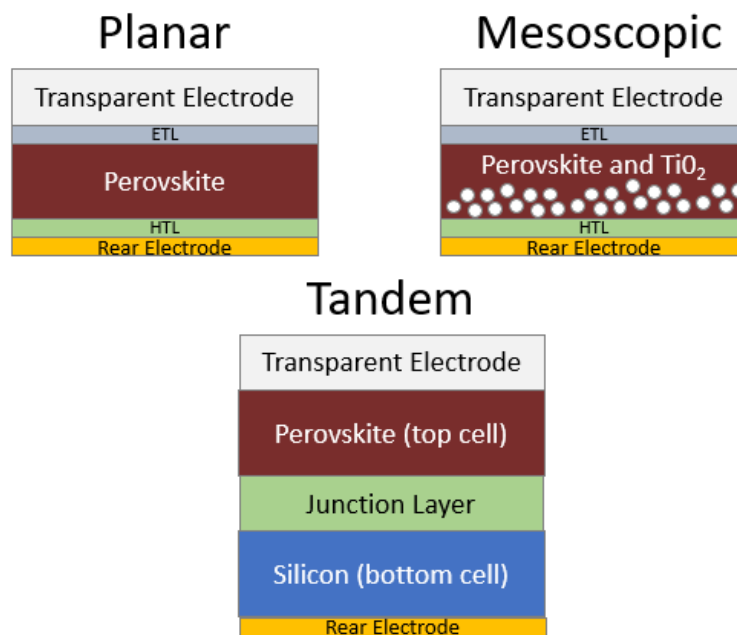 Planar
Transparent Electrode
ETL
Perovskite
HTL
Rear Electrode
Mesoscopic
Transparent Electrode
ETL
Perovskite and Ti0₂
HTL
Rear Electrode
Tandem
Transparent Electrode
Perovskite (top cell)
Junction Layer
Silicon (bottom cell)
Rear Electrode